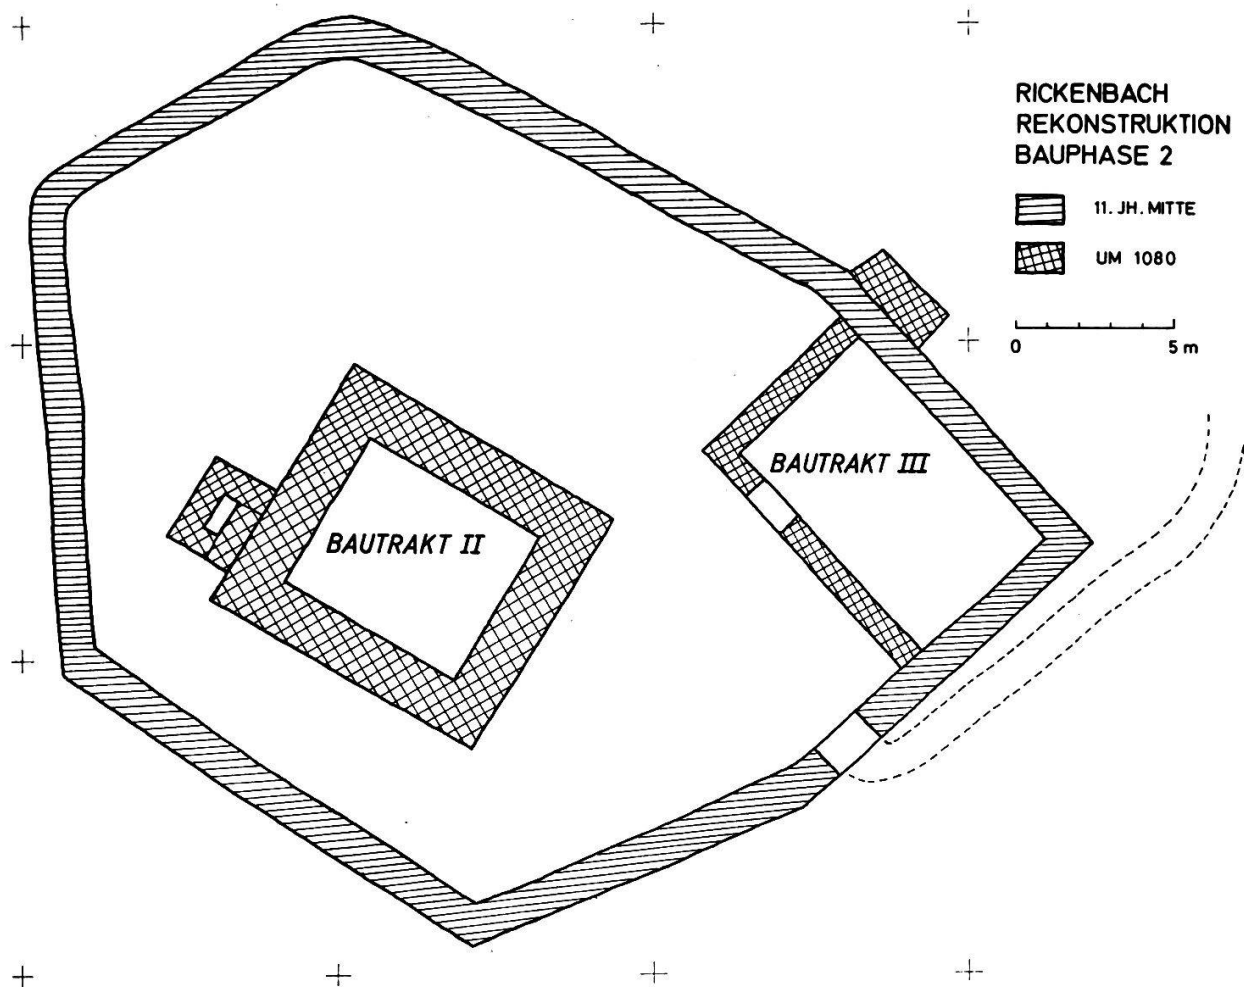 RICKENBACH
REKONSTRUKTION
BAUPHASE 2
11. JH. MITTE
UM 1080
0 5 m
BAUTRAKT III
BAUTRAKT II